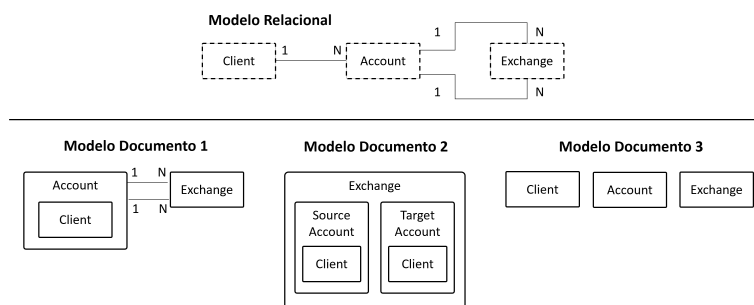 Modelo Relacional
1
N
1
N
Client
Account
Exchange
1
N
Modelo Documento 1
Modelo Documento 2
Modelo Documento 3
Account
1
N
Exchange
Client
1
N
Exchange
Source
Account
Target
Account
Client
Client
Client
Account
Exchange